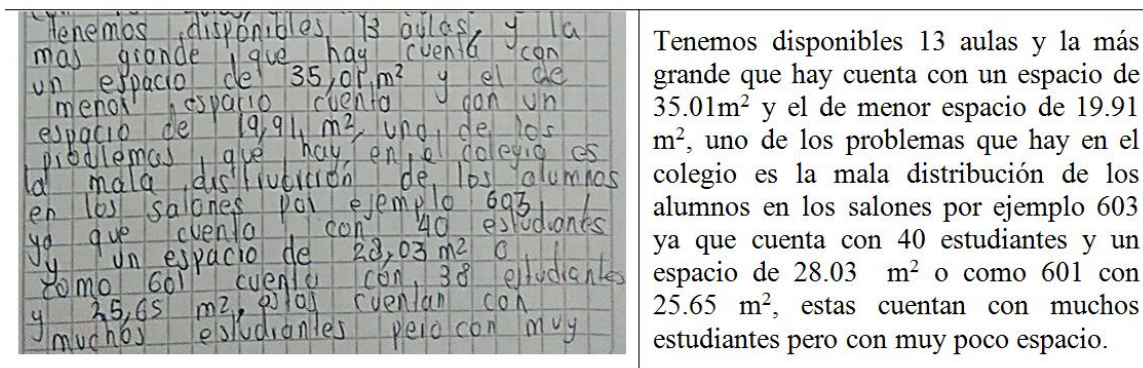 Tenemos disponibles 13 aulas y la
mas grande que hay cuenta con
un espacio de 35,01 m² y el de
menor espacio cuenta con un
espacio de 19,91 m², uno de los
problemas que hay en el colegio es
la mala distribución de los alumnos
en los salones por ejemplo 603
ya que cuenta con 40 estudiantes
y un espacio de 28,03 m² o
como 601 cuenta con 38 estudiantes
y 25,65 m², estas cuentan con
muchos estudiantes pero con muy
Tenemos disponibles 13 aulas y la más
grande que hay cuenta con un espacio de
35.01m² y el de menor espacio de 19.91
m², uno de los problemas que hay en el
colegio es la mala distribución de los
alumnos en los salones por ejemplo 603
ya que cuenta con 40 estudiantes y un
espacio de 28.03 m² o como 601 con
25.65 m², estas cuentan con muchos
estudiantes pero con muy poco espacio.